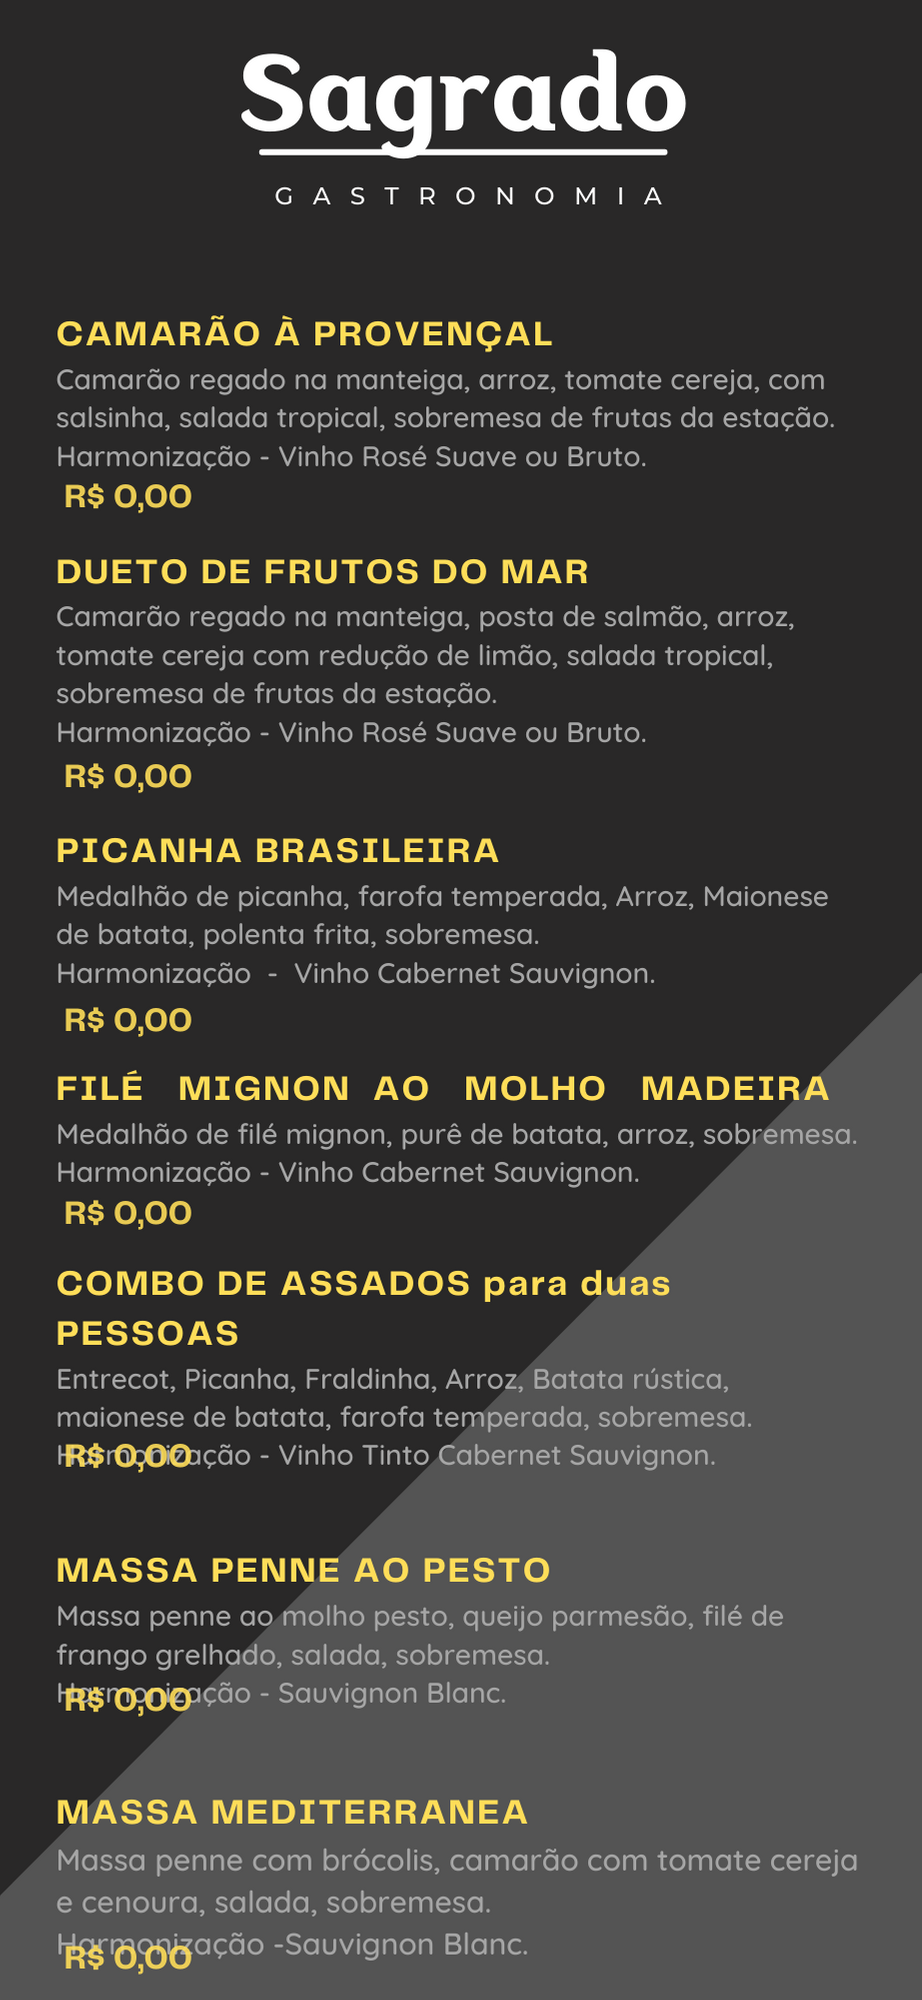 Sagrado
GASTRONOMIA
CAMARÃO À PROVENÇAL
Camarão regado na manteiga, arroz, tomate cereja, com
salsinha, salada tropical, sobremesa de frutas da estação.
Harmonização - Vinho Rosé Suave ou Bruto.
R$ 0,00
DUETO DE FRUTOS DO MAR
Camarão regado na manteiga, posta de salmão, arroz,
tomate cereja com redução de limão, salada tropical,
sobremesa de frutas da estação.
Harmonização - Vinho Rosé Suave ou Bruto.
R$ 0,00
PICANHA BRASILEIRA
Medalhão de picanha, farofa temperada, Arroz, Maionese
de batata, polenta frita, sobremesa.
Harmonização - Vinho Cabernet Sauvignon.
R$ 0,00
FILÉ MIGNON AO MOLHO MADEIRA
Medalhão de filé mignon, purê de batata, arroz, sobremesa.
Harmonização - Vinho Cabernet Sauvignon.
R$ 0,00
COMBO DE ASSADOS para duas
PESSOAS
Entrecot, Picanha, Fraldinha, Arroz, Batata rústica,
maionese de batata, farofa temperada, sobremesa.
Harmonização - Vinho Tinto Cabernet Sauvignon.
R$ 0,00
MASSA PENNE AO PESTO
Massa penne ao molho pesto, queijo parmesão, filé de
frango grelhado, salada, sobremesa.
Harmonização - Sauvignon Blanc.
R$ 0,00
MASSA MEDITERRANEA
Massa penne com brócolis, camarão com tomate cereja
e cenoura, salada, sobremesa.
Harmonização -Sauvignon Blanc.
R$ 0,00